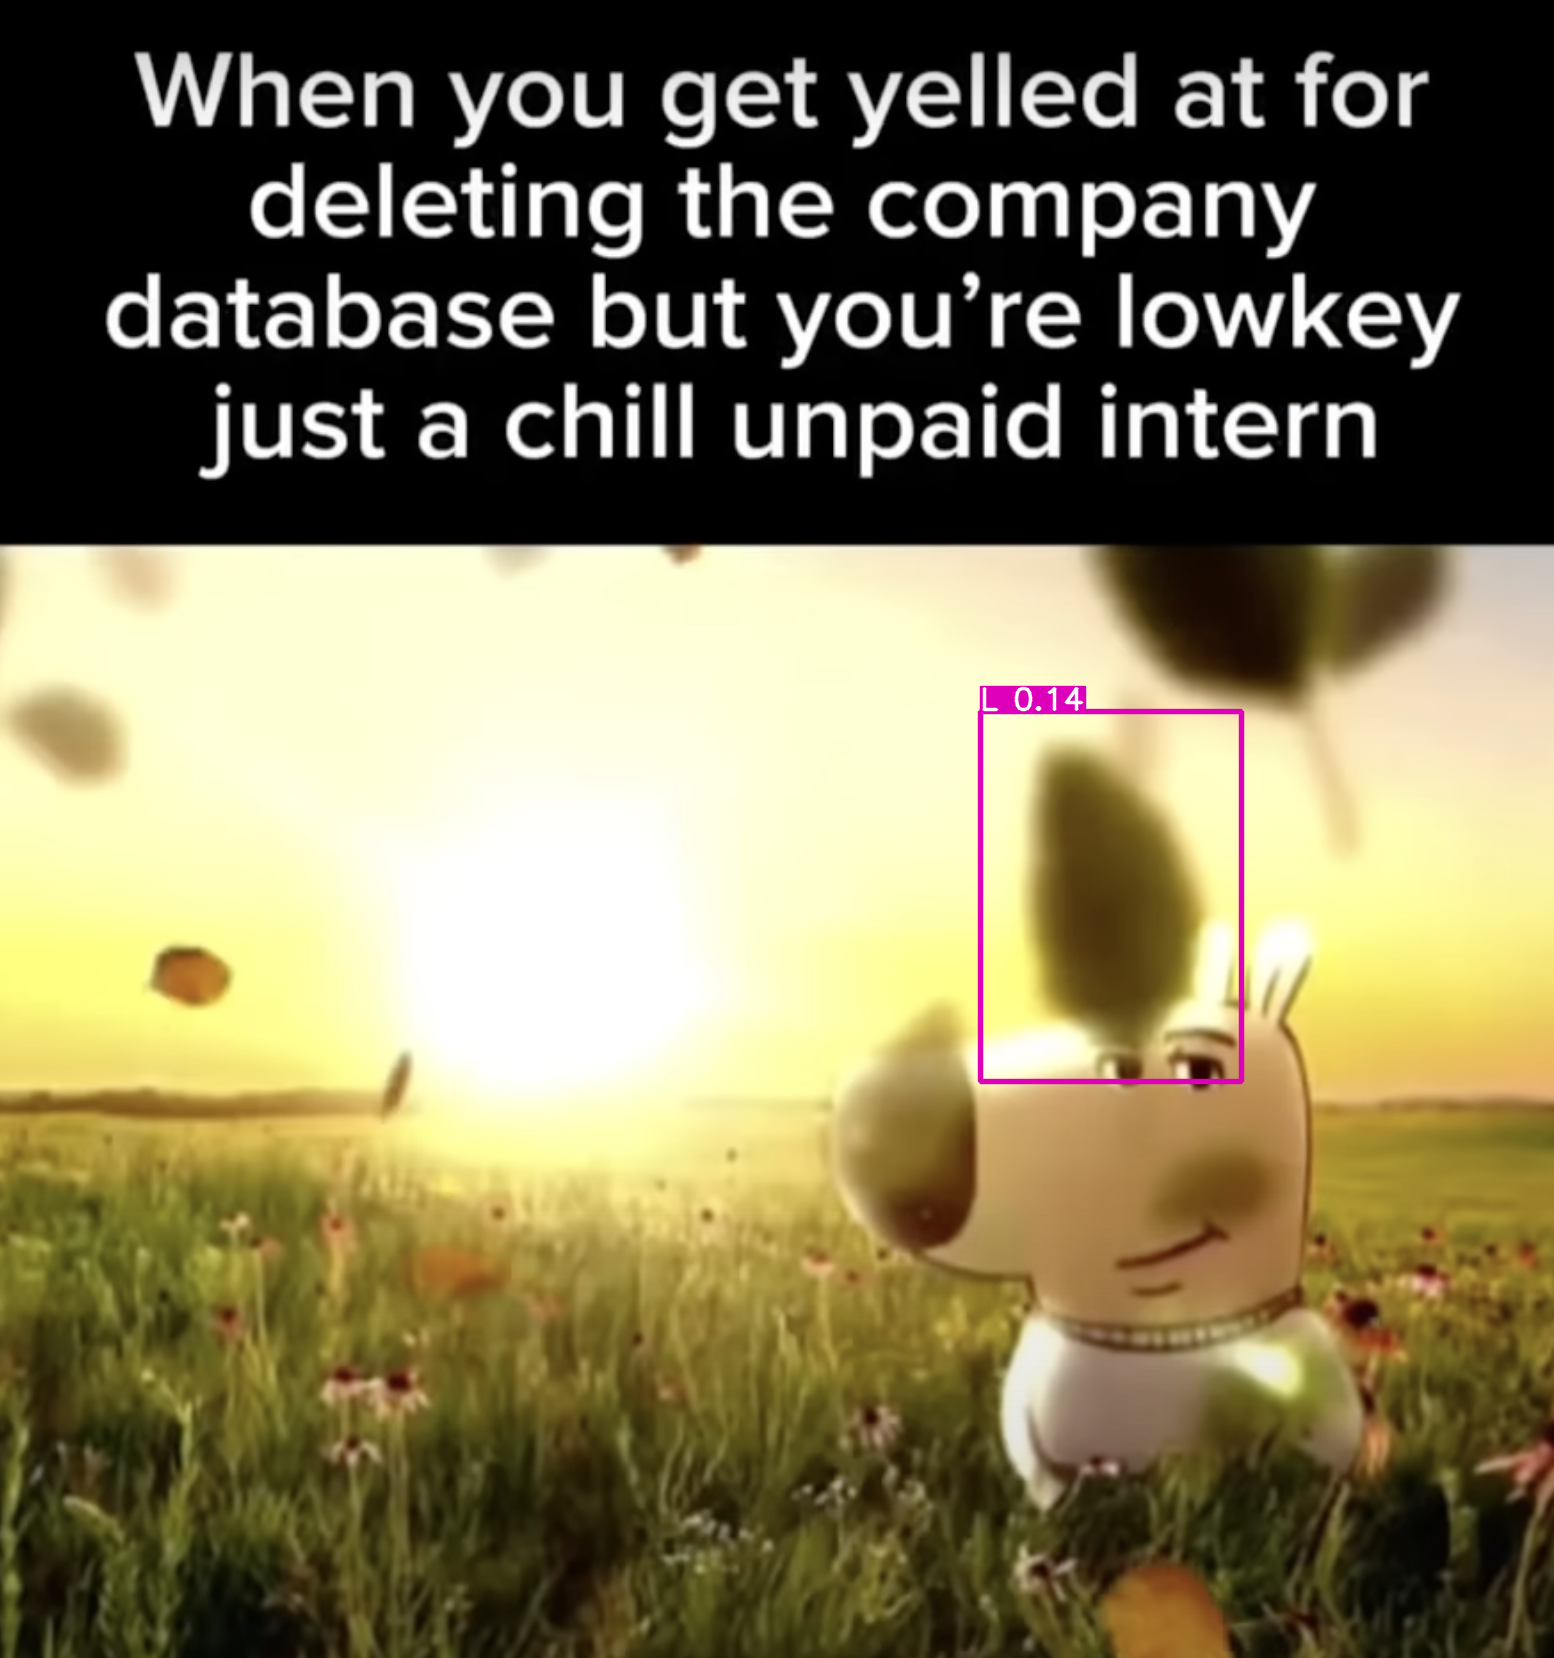 When you get yelled at for
deleting the company
database but you’re lowkey
just a chill unpaid intern
L 0.14